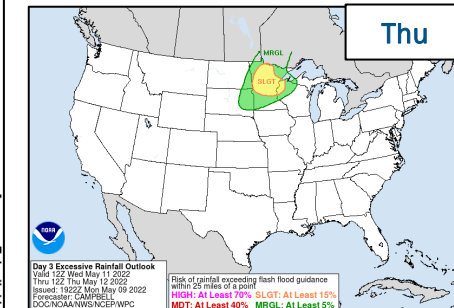 Thu
MRGL
SLGT
NOAA
Day 3 Excessive Rainfall Outlook
Valid 12Z Wed May 11 2022
Thru 12Z Thu May 12 2022
Issued: 1922Z Mon May 09 2022
Forecaster: CAMPBELL
DOC/NOAA/NWS/NCEP/WPC
Risk of rainfall exceeding flash flood guidance
within 25 miles of a point
HIGH: At Least 70% SLGT: At Least 15%
MDT: At Least 40% MRGL: At Least 5%